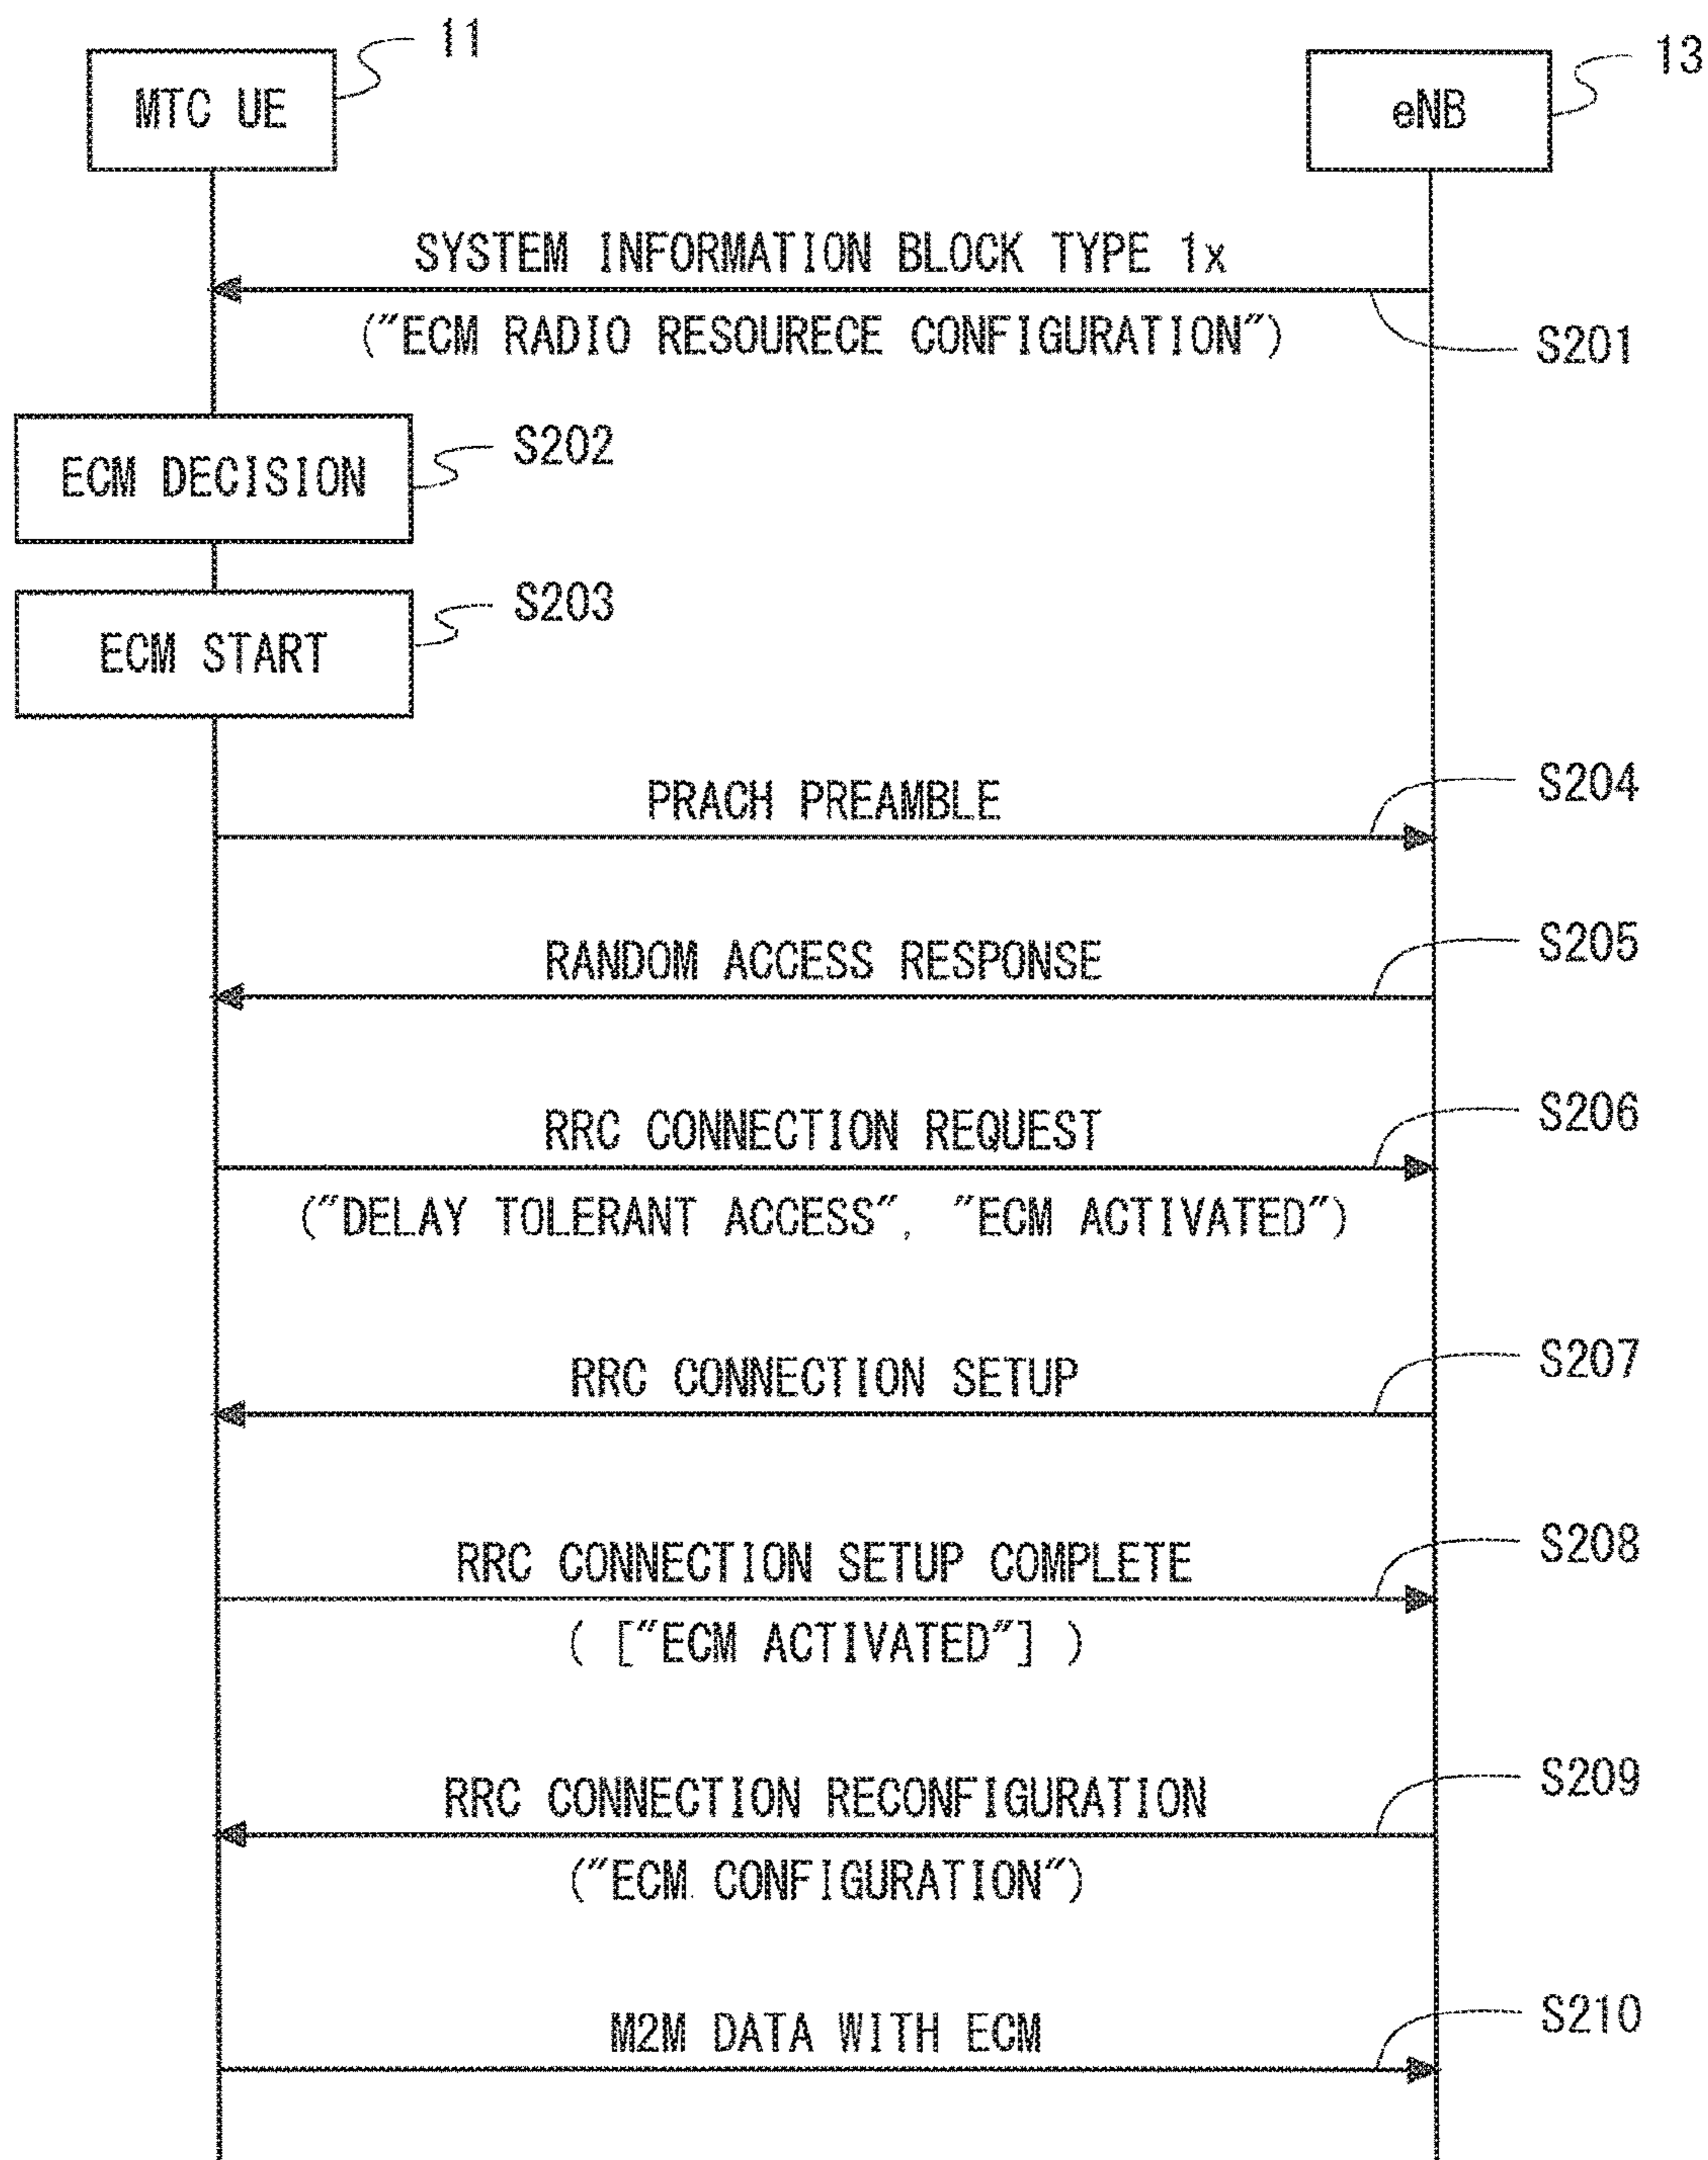 11
13
MTC UE
eNB
SYSTEM INFORMATION BLOCK TYPE 1x
("ECM RADIO RESOURECE CONFIGURATION")
S201
ECM DECISION
S202
ECM START
S203
PRACH PREAMBLE
S204
RANDOM ACCESS RESPONSE
S205
RRC CONNECTION REQUEST
S206
("DELAY TOLERANT ACCESS", "ECM ACTIVATED")
RRC CONNECTION SETUP
S207
RRC CONNECTION SETUP COMPLETE
S208
( ["ECM ACTIVATED"] )
RRC CONNECTION RECONFIGURATION
S209
("ECM CONFIGURATION")
M2M DATA WITH ECM
S210